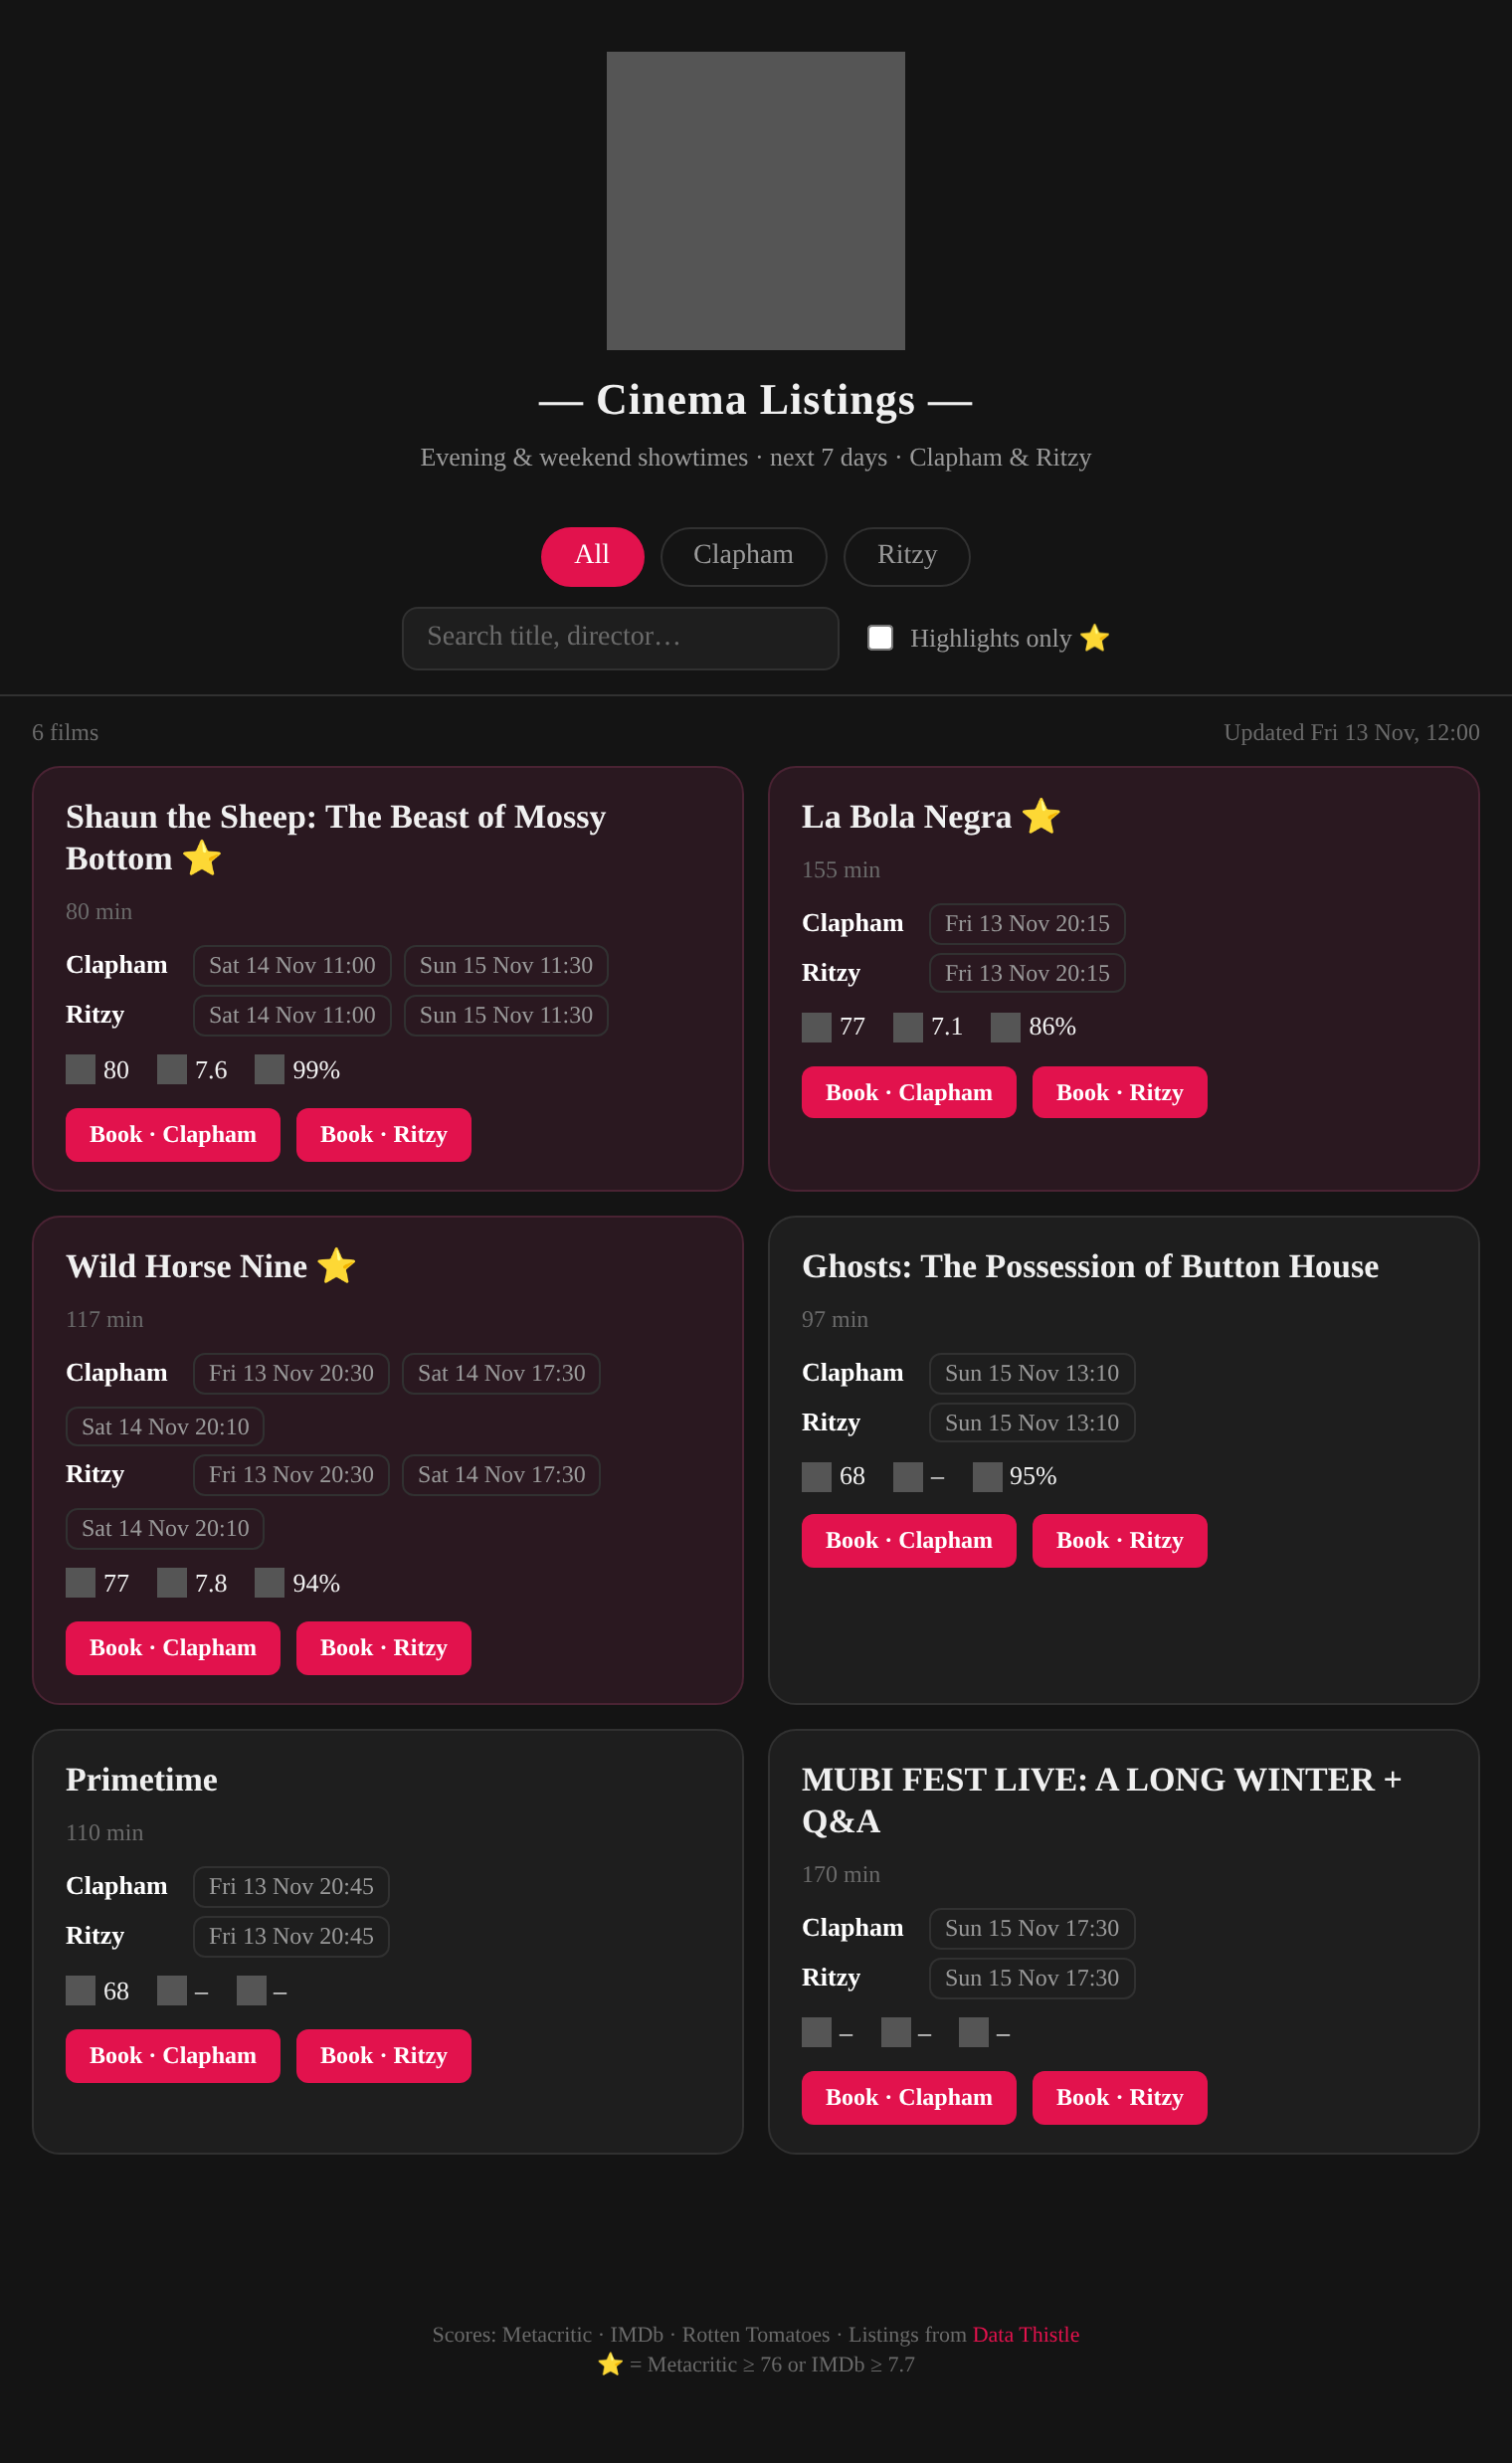 — Cinema Listings —
Evening & weekend showtimes · next 7 days · Clapham & Ritzy
All Clapham Ritzy
Search title, director… Highlights only ⭐
6 films Updated Fri 13 Nov, 12:00
Shaun the Sheep: The Beast of Mossy
Bottom ⭐
80 min
Clapham Sat 14 Nov 11:00 Sun 15 Nov 11:30
Ritzy Sat 14 Nov 11:00 Sun 15 Nov 11:30
80 7.6 99%
Book · Clapham Book · Ritzy
La Bola Negra ⭐
155 min
Clapham Fri 13 Nov 20:15
Ritzy Fri 13 Nov 20:15
77 7.1 86%
Book · Clapham Book · Ritzy
Wild Horse Nine ⭐
117 min
Clapham Fri 13 Nov 20:30 Sat 14 Nov 17:30
Sat 14 Nov 20:10
Ritzy Fri 13 Nov 20:30 Sat 14 Nov 17:30
Sat 14 Nov 20:10
77 7.8 94%
Book · Clapham Book · Ritzy
Ghosts: The Possession of Button House
97 min
Clapham Sun 15 Nov 13:10
Ritzy Sun 15 Nov 13:10
68 – 95%
Book · Clapham Book · Ritzy
Primetime
110 min
Clapham Fri 13 Nov 20:45
Ritzy Fri 13 Nov 20:45
68 – –
Book · Clapham Book · Ritzy
MUBI FEST LIVE: A LONG WINTER +
Q&A
170 min
Clapham Sun 15 Nov 17:30
Ritzy Sun 15 Nov 17:30
– – –
Book · Clapham Book · Ritzy
Scores: Metacritic · IMDb · Rotten Tomatoes · Listings from Data Thistle
⭐ = Metacritic ≥ 76 or IMDb ≥ 7.7